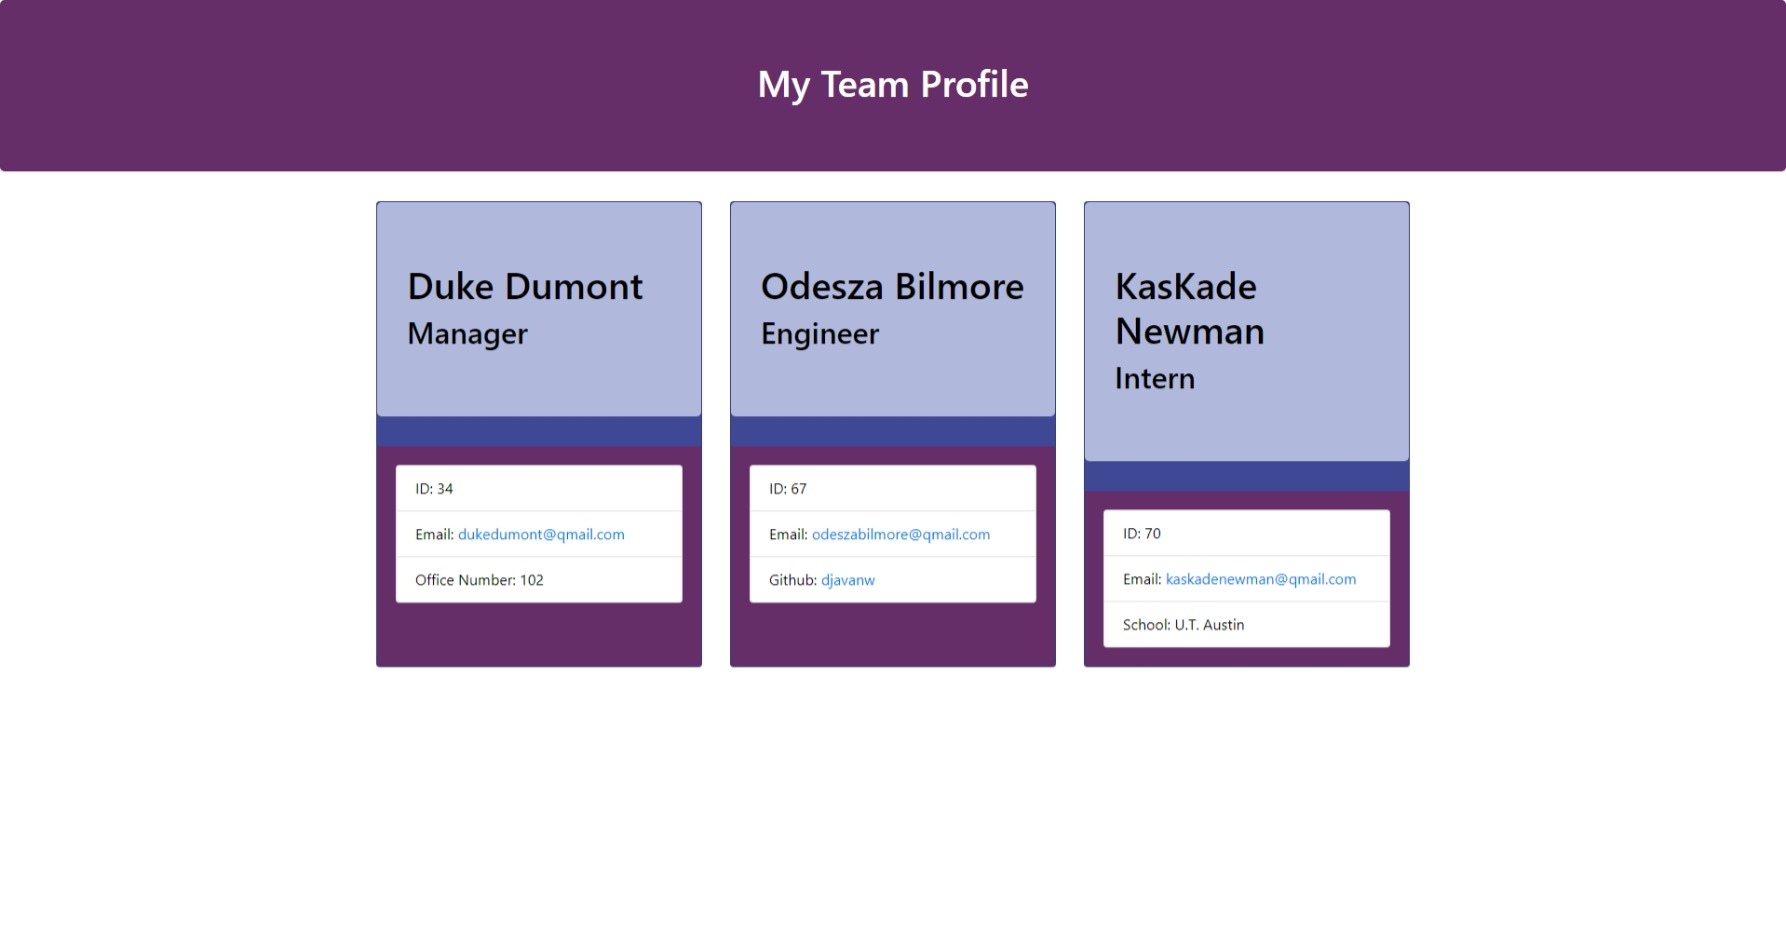 My Team Profile
Duke Dumont
Manager
ID: 34
Email: dukedumont@qmail.com
Office Number: 102
Odesza Bilmore
Engineer
ID: 67
Email: odeszabilmore@qmail.com
Github: djavanw
KasKade
Newman
Intern
ID: 70
Email: kaskadenewman@qmail.com
School: U.T. Austin